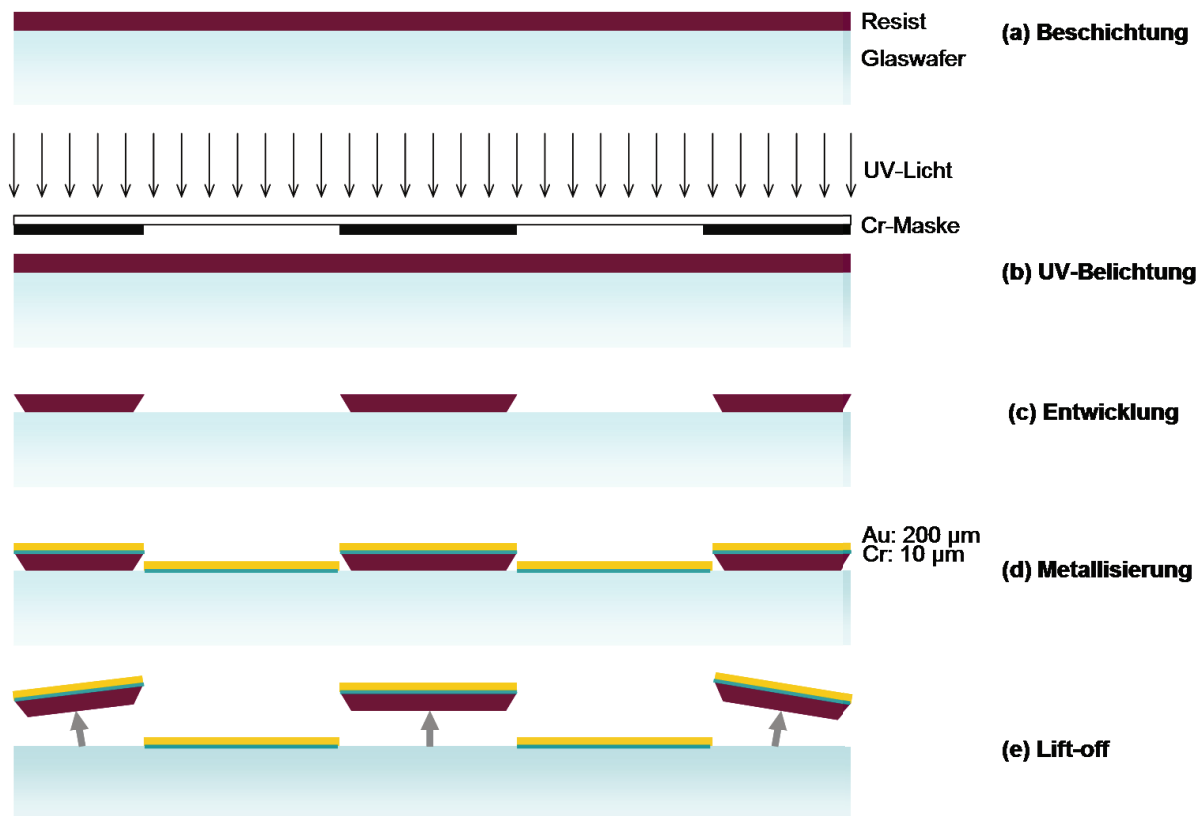 Resist
(a) Beschichtung
Glaswafer
UV-Licht
Cr-Maske
(b) UV-Belichtung
(c) Entwicklung
Au: 200 µm
Cr: 10 µm
(d) Metallisierung
(e) Lift-off